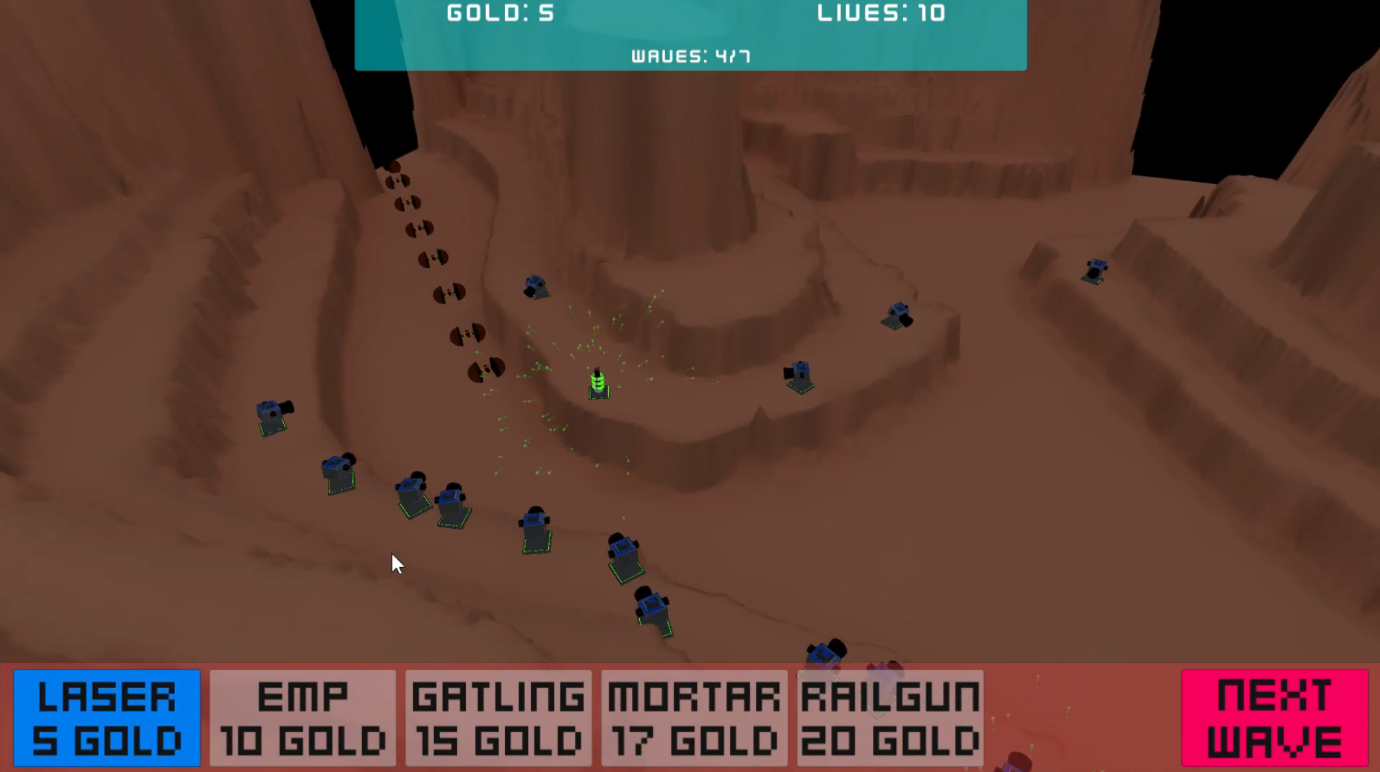 GOLD: 5
LIVES: 10
WAVES: 4/7
LASER
5 GOLD
EMP
10 GOLD
GATLING
15 GOLD
MORTAR
17 GOLD
RAILGUN
20 GOLD
NEXT
WAVE